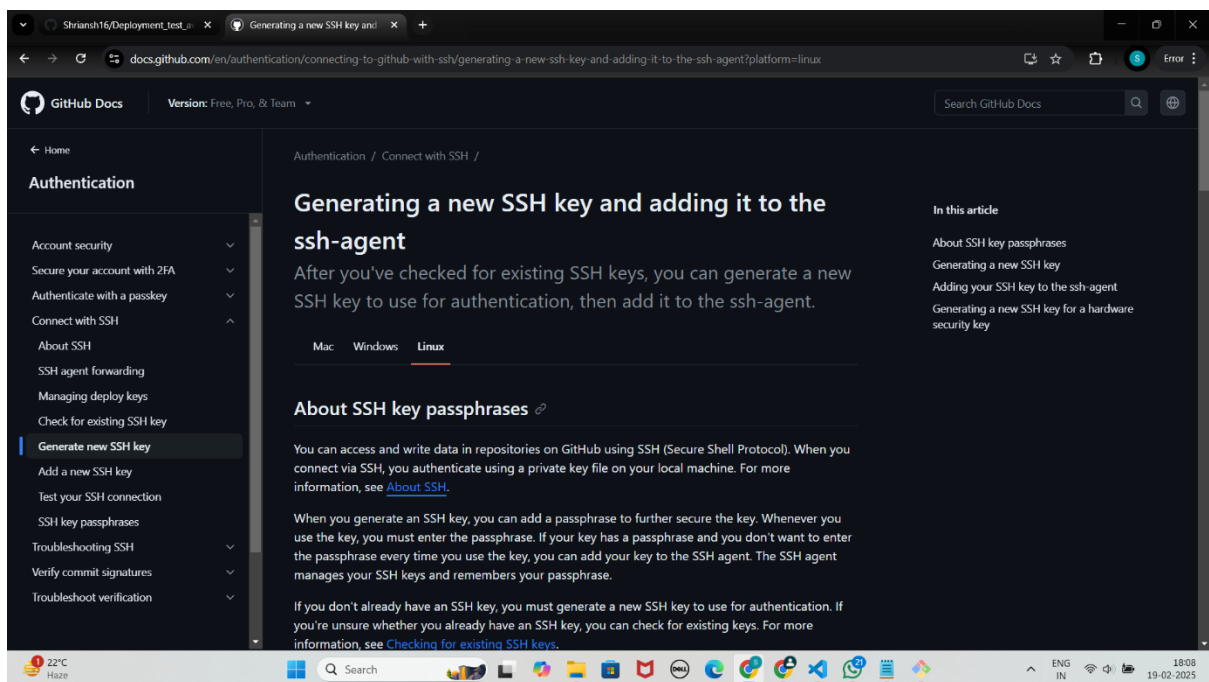 Shriansh16/Deployment_test_a
Generating a new SSH key and
docs.github.com/en/authentication/connecting-to-github-with-ssh/generating-a-new-ssh-key-and-adding-it-to-the-ssh-agent?platform=linux
S
Error
GitHub Docs
Version: Free, Pro, & Team
Search GitHub Docs
Home
Authentication
Account security
Secure your account with 2FA
Authenticate with a passkey
Connect with SSH
About SSH
SSH agent forwarding
Managing deploy keys
Check for existing SSH key
Generate new SSH key
Add a new SSH key
Test your SSH connection
SSH key passphrases
Troubleshooting SSH
Verify commit signatures
Troubleshoot verification
Authentication / Connect with SSH /
Generating a new SSH key and adding it to the
ssh-agent
After you've checked for existing SSH keys, you can generate a new
SSH key to use for authentication, then add it to the ssh-agent.
Mac Windows Linux
About SSH key passphrases
You can access and write data in repositories on GitHub using SSH (Secure Shell Protocol). When you
connect via SSH, you authenticate using a private key file on your local machine. For more
information, see About SSH.
When you generate an SSH key, you can add a passphrase to further secure the key. Whenever you
use the key, you must enter the passphrase. If your key has a passphrase and you don't want to enter
the passphrase every time you use the key, you can add your key to the SSH agent. The SSH agent
manages your SSH keys and remembers your passphrase.
If you don't already have an SSH key, you must generate a new SSH key to use for authentication. If
you're unsure whether you already have an SSH key, you can check for existing keys. For more
information, see Checking for existing SSH keys.
In this article
About SSH key passphrases
Generating a new SSH key
Adding your SSH key to the ssh-agent
Generating a new SSH key for a hardware
security key
1
22°C
Haze
Search
DELL
21
ENG
IN
18:08
19-02-2025